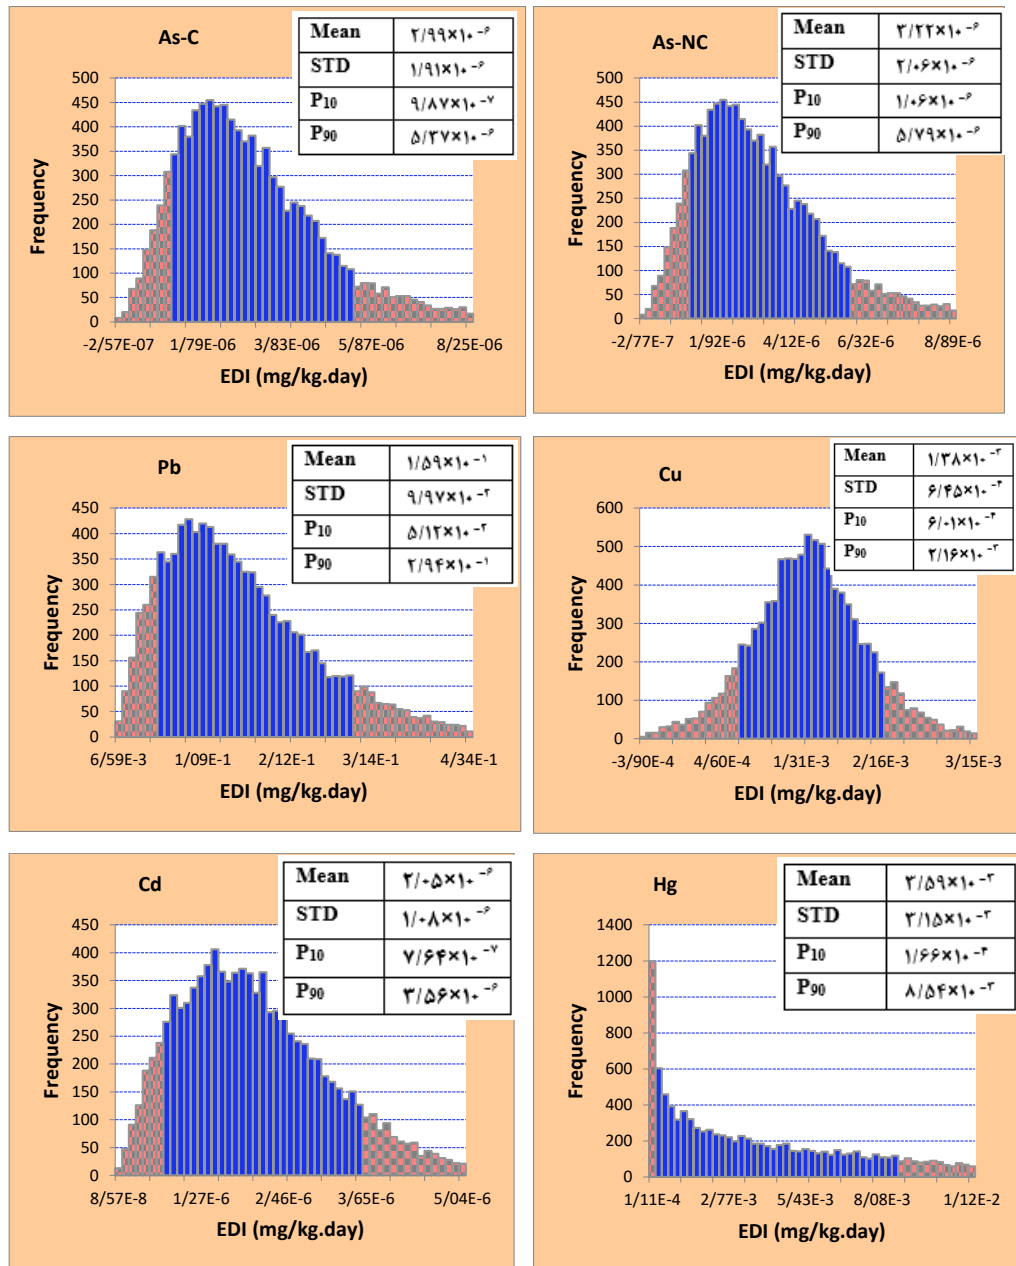 As-C
Mean ۲/۹۹×۱۰⁻۶
STD ۱/۹۱×۱۰⁻۶
P10 ۹/۸۷×۱۰⁻۷
P90 ۵/۳۷×۱۰⁻۶
Frequency
500
450
400
350
300
250
200
150
100
50
0
-2/57E-07 1/79E-06 3/83E-06 5/87E-06 8/25E-06
EDI (mg/kg.day)
As-NC
Mean ۳/۲۲×۱۰⁻۶
STD ۲/۰۶×۱۰⁻۶
P10 ۱/۰۶×۱۰⁻۶
P90 ۵/۷۹×۱۰⁻۶
Frequency
500
450
400
350
300
250
200
150
100
50
0
-2/77E-7 1/92E-6 4/12E-6 6/32E-6 8/89E-6
EDI (mg/kg.day)
Pb
Mean ۱/۵۹×۱۰⁻۱
STD ۹/۹۷×۱۰⁻۲
P10 ۵/۱۲×۱۰⁻۲
P90 ۲/۹۴×۱۰⁻۱
Frequency
450
400
350
300
250
200
150
100
50
0
6/59E-3 1/09E-1 2/12E-1 3/14E-1 4/34E-1
EDI (mg/kg.day)
Cu
Mean ۱/۳۸×۱۰⁻۳
STD ۶/۴۵×۱۰⁻۴
P10 ۶/۰۱×۱۰⁻۴
P90 ۲/۱۶×۱۰⁻۳
Frequency
600
500
400
300
200
100
0
-3/90E-4 4/60E-4 1/31E-3 2/16E-3 3/15E-3
EDI (mg/kg.day)
Cd
Mean ۲/۰۵×۱۰⁻۶
STD ۱/۰۸×۱۰⁻۶
P10 ۷/۶۴×۱۰⁻۷
P90 ۳/۵۶×۱۰⁻۶
Frequency
450
400
350
300
250
200
150
100
50
0
8/57E-8 1/27E-6 2/46E-6 3/65E-6 5/04E-6
EDI (mg/kg.day)
Hg
Mean ۳/۵۹×۱۰⁻۳
STD ۳/۱۵×۱۰⁻۳
P10 ۱/۶۶×۱۰⁻۴
P90 ۸/۵۴×۱۰⁻۳
Frequency
1400
1200
1000
800
600
400
200
0
1/11E-4 2/77E-3 5/43E-3 8/08E-3 1/12E-2
EDI (mg/kg.day)